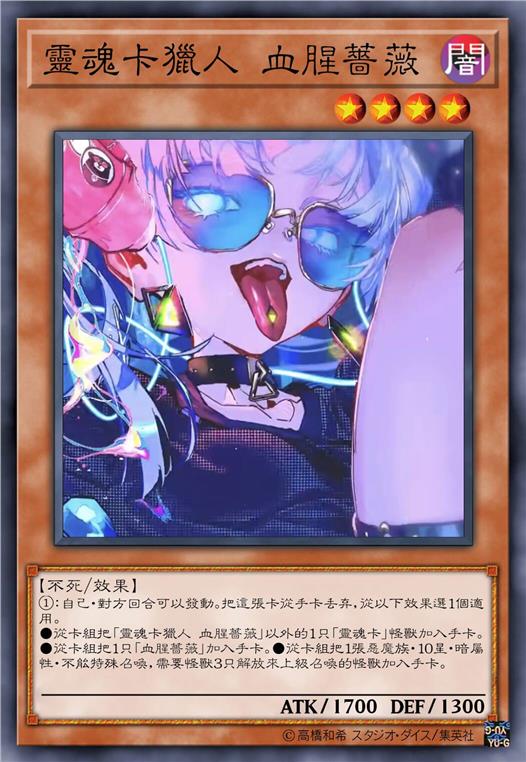 靈魂卡獵人 血腥薔薇
闇
【不死/效果】
①:自己·對方回合可以發動。把這張卡從手卡丟弃,從以下效果選1個適
用。
●從卡組把「靈魂卡獵人 血腥薔薇」以外的1只「靈魂卡」怪獸加入手卡。
●從卡組把1只「血腥薔薇」加入手卡。●從卡組把1張惡魔族·10星·暗屬
性·不能特殊召喚,需要怪獸3只解放來上級召喚的怪獸加入手卡。
ATK/1700 DEF/1300
©高橋和希 スタジオ·ダイス/集英社
YU-G